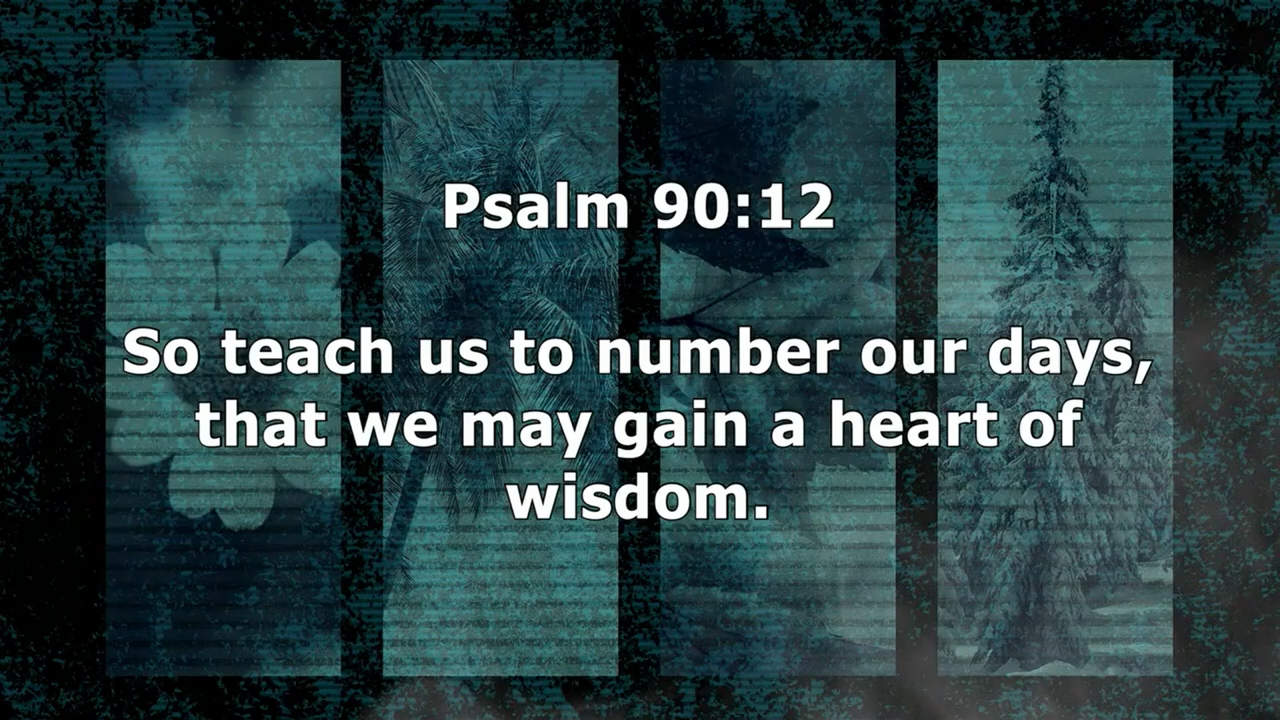 Psalm 90:12
So teach us to number our days,
that we may gain a heart of
wisdom.